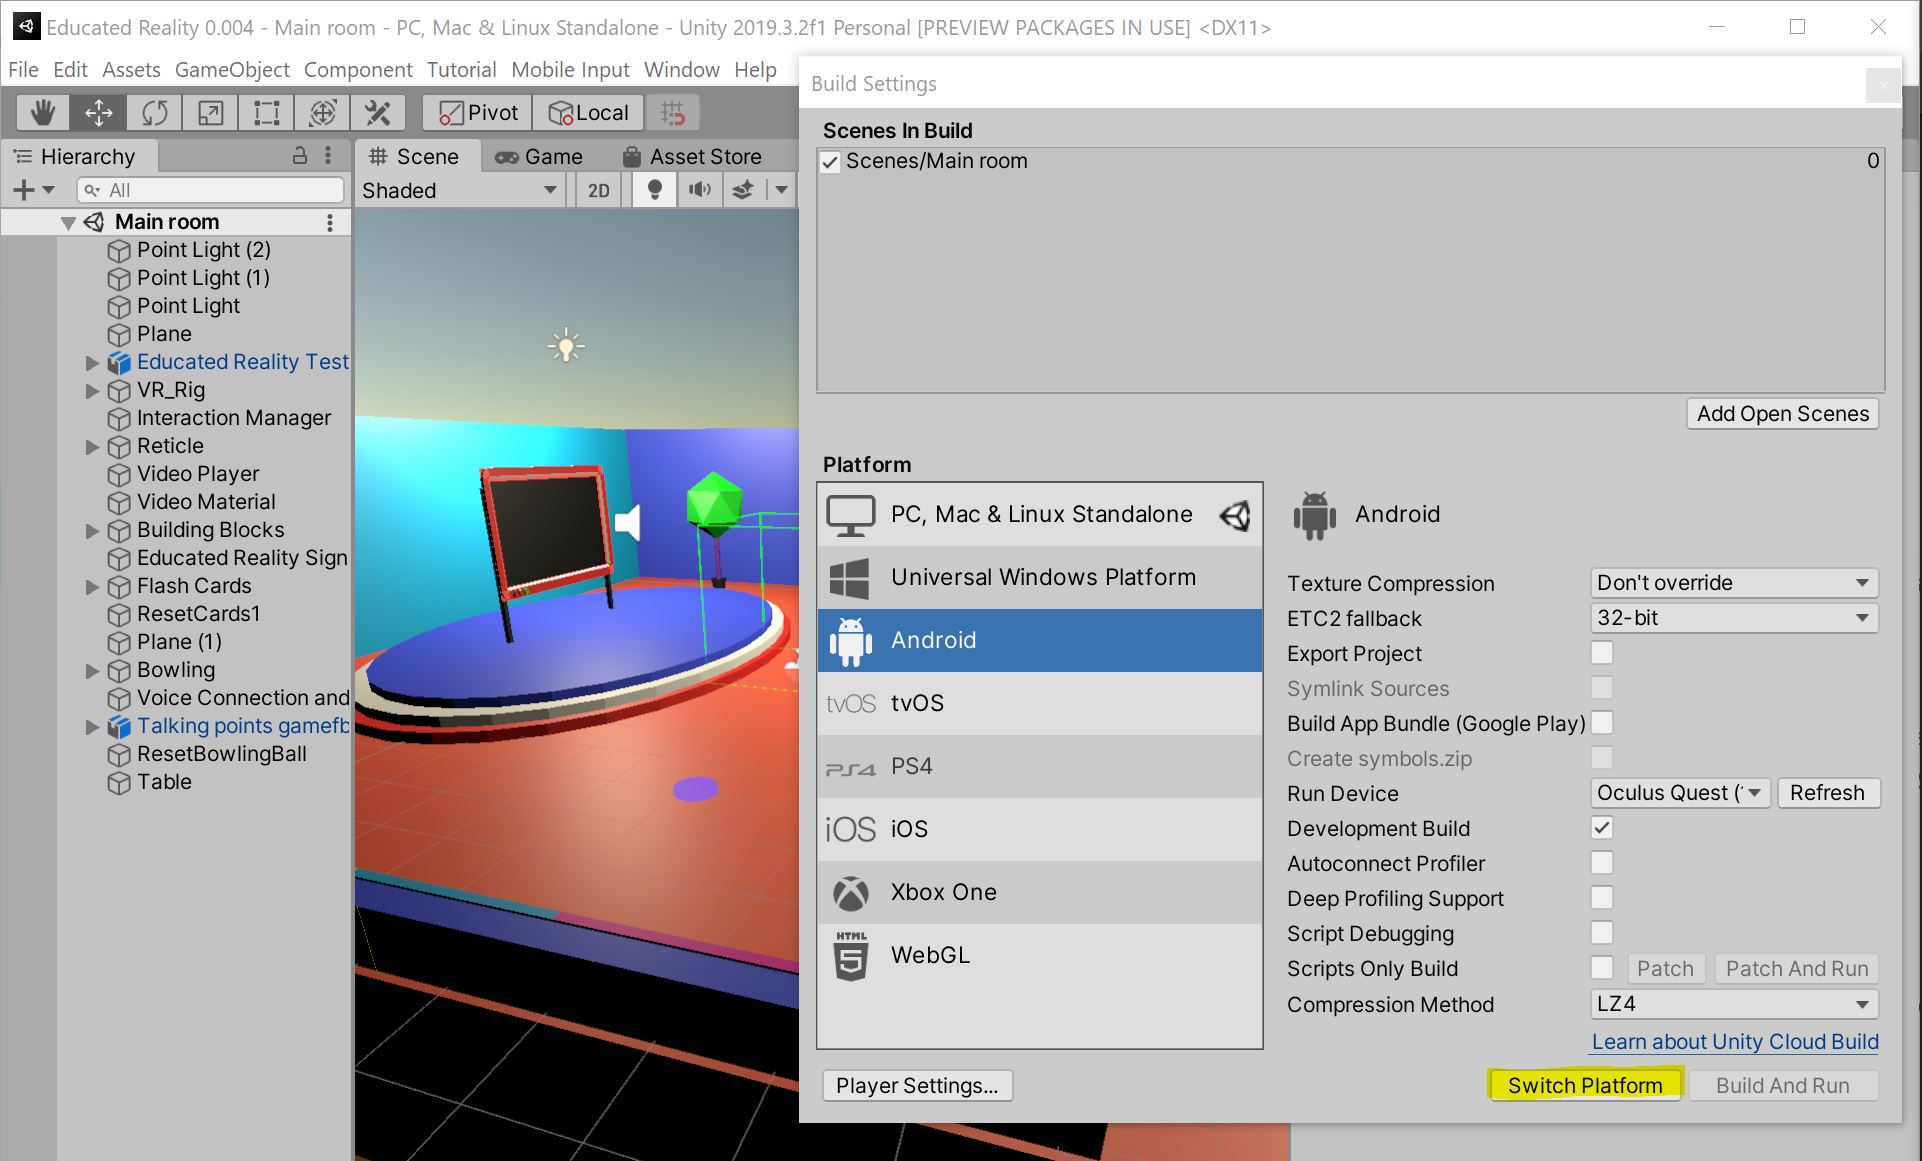 Educated Reality 0.004 - Main room - PC, Mac & Linux Standalone - Unity 2019.3.2f1 Personal [PREVIEW PACKAGES IN USE] <DX11>
File Edit Assets GameObject Component Tutorial Mobile Input Window Help
Pivot Local
Hierarchy
All
Main room
Point Light (2)
Point Light (1)
Point Light
Plane
Educated Reality Test
VR_Rig
Interaction Manager
Reticle
Video Player
Video Material
Building Blocks
Educated Reality Sign
Flash Cards
ResetCards1
Plane (1)
Bowling
Voice Connection and
Talking points gamefb
ResetBowlingBall
Table
Scene Game Asset Store
Shaded 2D
Build Settings
Scenes In Build
Scenes/Main room 0
Add Open Scenes
Platform
PC, Mac & Linux Standalone
Universal Windows Platform
Android
tvOS tvOS
PS4 PS4
iOS iOS
Xbox One
HTML 5 WebGL
Android
Texture Compression Don't override
ETC2 fallback 32-bit
Export Project
Symlink Sources
Build App Bundle (Google Play)
Create symbols.zip
Run Device Oculus Quest ( Refresh
Development Build
Autoconnect Profiler
Deep Profiling Support
Script Debugging
Scripts Only Build Patch Patch And Run
Compression Method LZ4
Learn about Unity Cloud Build
Player Settings... Switch Platform Build And Run